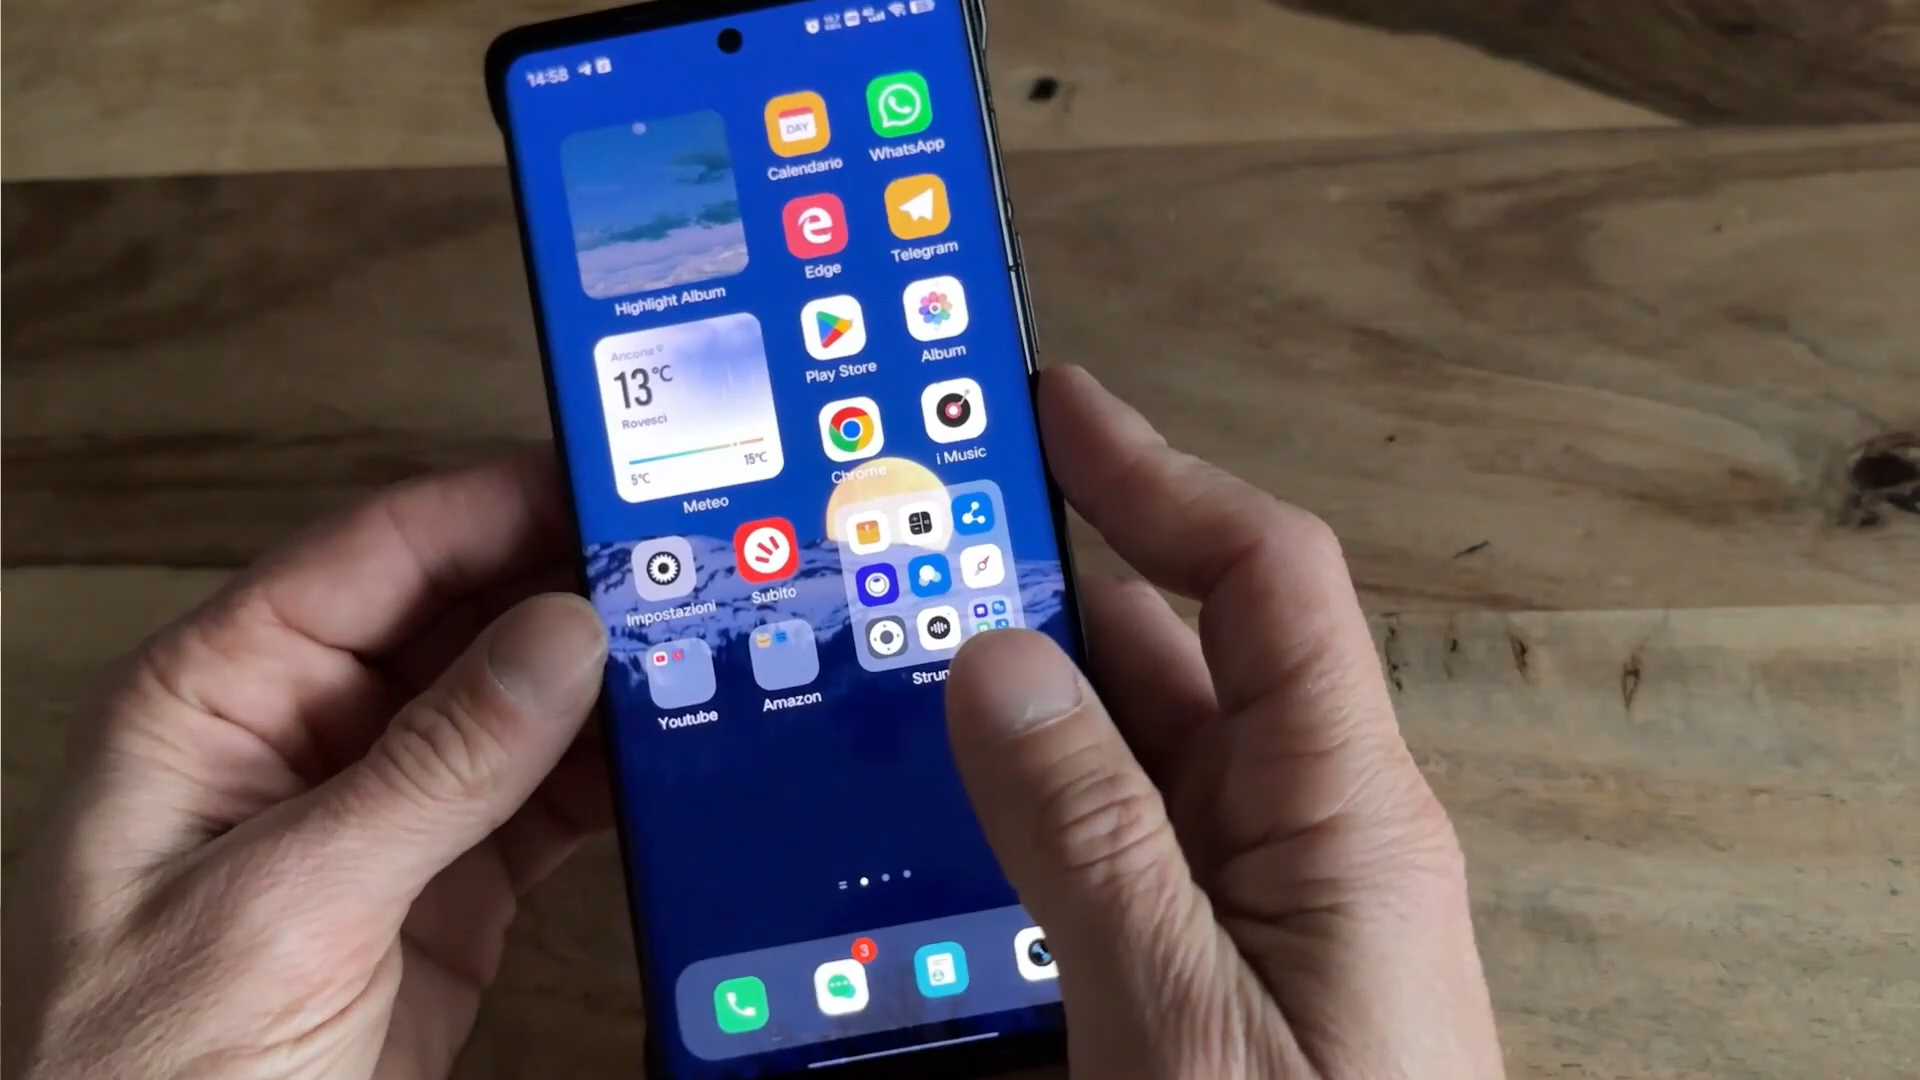 14:58
DAY
Calendario
WhatsApp
Edge
Telegram
Highlight Album
Play Store
Album
Ancona
13°C
Rovesci
5°C
15°C
Meteo
Chrome
i Music
Impostazioni
Subito
Youtube
Amazon
Strum
3